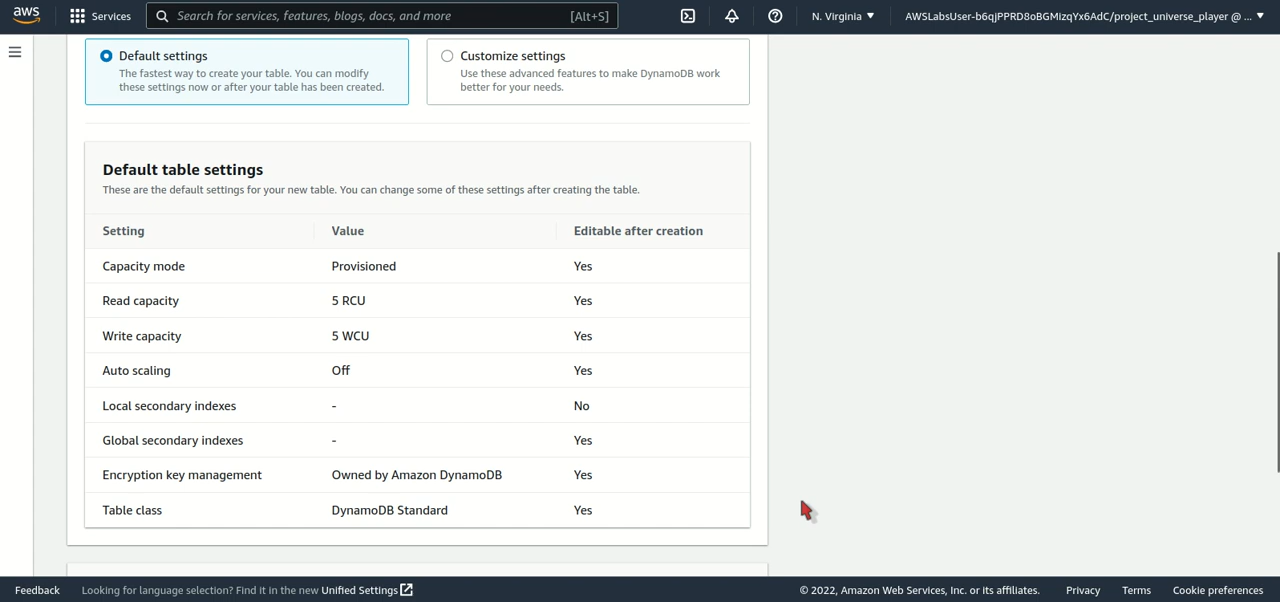 aws
Services
Search for services, features, blogs, docs, and more
[Alt+S]
N. Virginia
AWSLabsUser-b6qjPPRD8oBGMizqYx6AdC/project_universe_player @ ...
Default settings
The fastest way to create your table. You can modify
these settings now or after your table has been created.
Customize settings
Use these advanced features to make DynamoDB work
better for your needs.
Default table settings
These are the default settings for your new table. You can change some of these settings after creating the table.
Setting Value Editable after creation
Capacity mode Provisioned Yes
Read capacity 5 RCU Yes
Write capacity 5 WCU Yes
Auto scaling Off Yes
Local secondary indexes - No
Global secondary indexes - Yes
Encryption key management Owned by Amazon DynamoDB Yes
Table class DynamoDB Standard Yes
Feedback
Looking for language selection? Find it in the new Unified Settings
© 2022, Amazon Web Services, Inc. or its affiliates.
Privacy
Terms
Cookie preferences